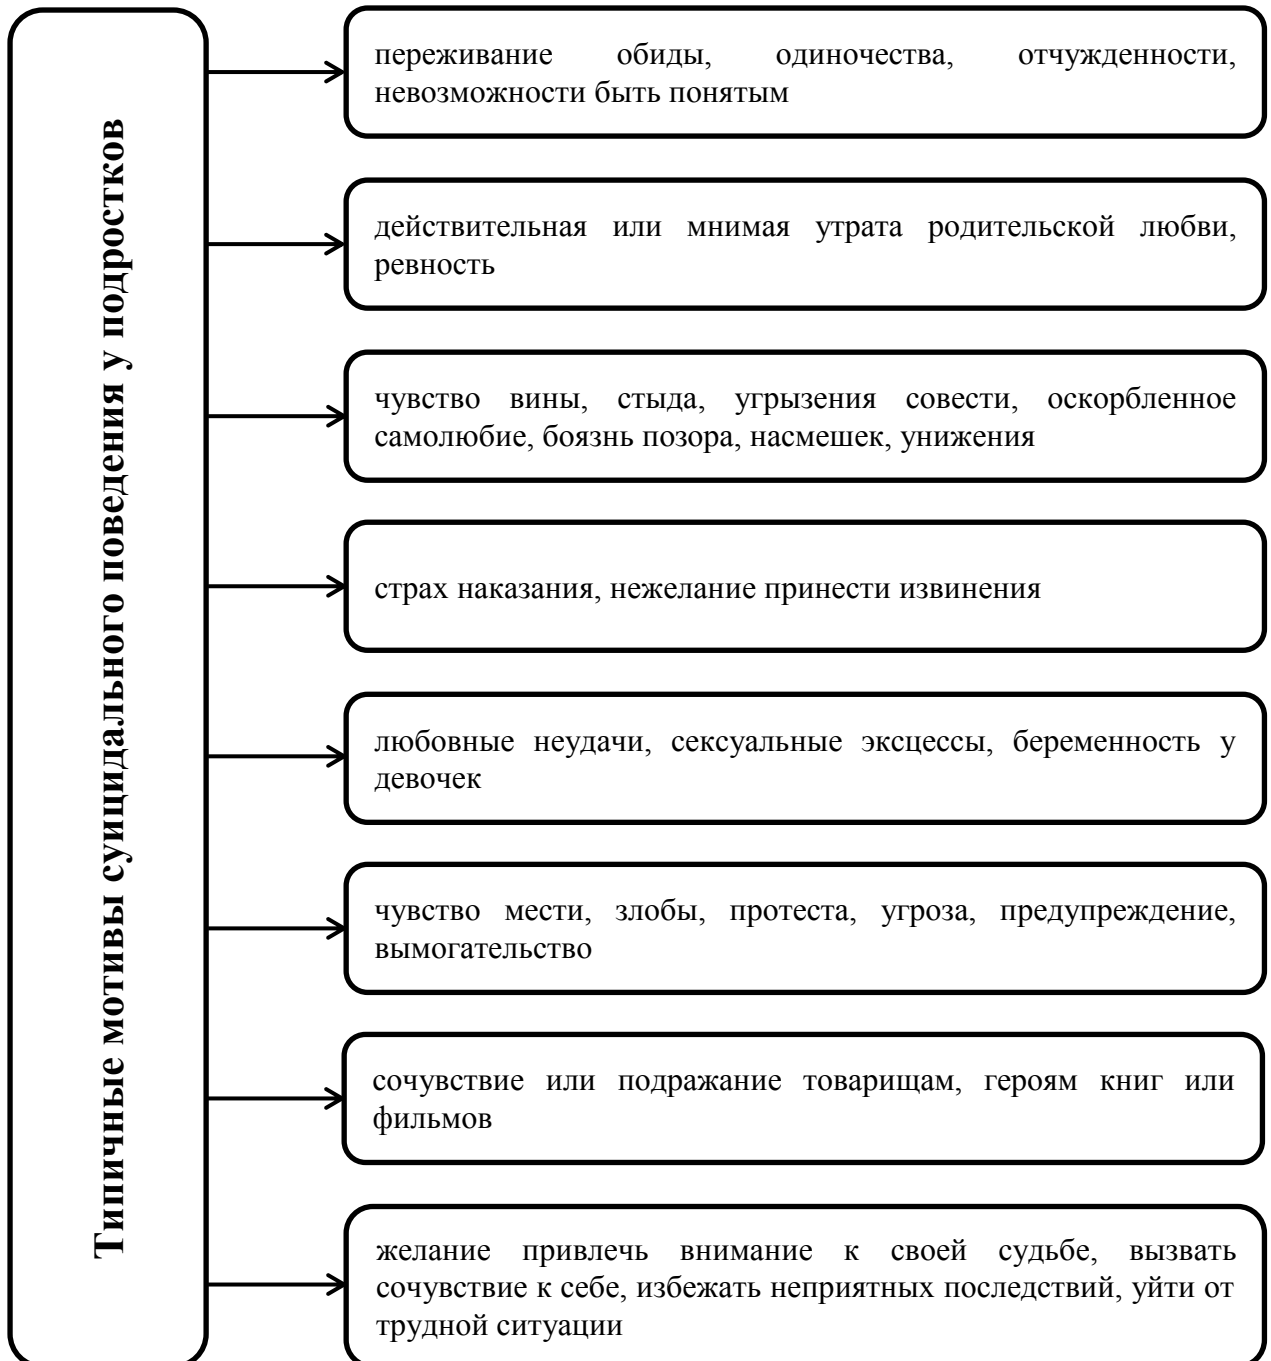 Типичные мотивы суицидального поведения у подростков
переживание обиды, одиночества, отчужденности,
невозможности быть понятым
действительная или мнимая утрата родительской любви,
ревность
чувство вины, стыда, угрызения совести, оскорбленное
самолюбие, боязнь позора, насмешек, унижения
страх наказания, нежелание принести извинения
любовные неудачи, сексуальные эксцессы, беременность у
девочек
чувство мести, злобы, протеста, угроза, предупреждение,
вымогательство
сочувствие или подражание товарищам, героям книг или
фильмов
желание привлечь внимание к своей судьбе, вызвать
сочувствие к себе, избежать неприятных последствий, уйти от
трудной ситуации